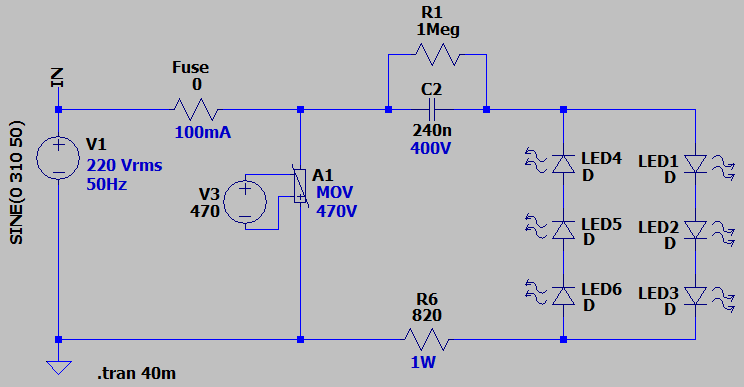 R1
1Meg
IN
Fuse
0
100mA
C2
240n
400V
SINE(0 310 50)
V1
220 Vrms
50Hz
V3
470
A1
MOV
470V
LED4
D
LED1
D
LED5
D
LED2
D
LED6
D
LED3
D
R6
820
1W
.tran 40m